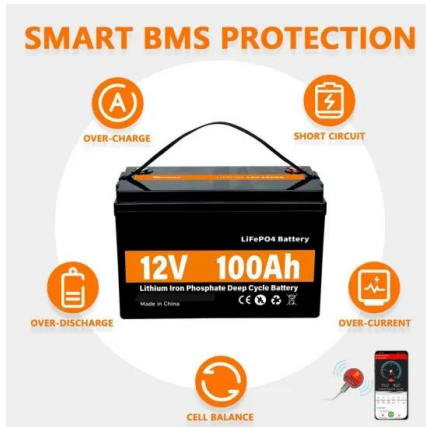 SMART BMS PROTECTION
A
OVER-CHARGE
SHORT CIRCUIT
LiFePO4 Battery
12V 100Ah
Lithium Iron Phosphate Deep Cycle Battery
Made in China
CE
OVER-DISCHARGE
OVER-CURRENT
CELL BALANCE